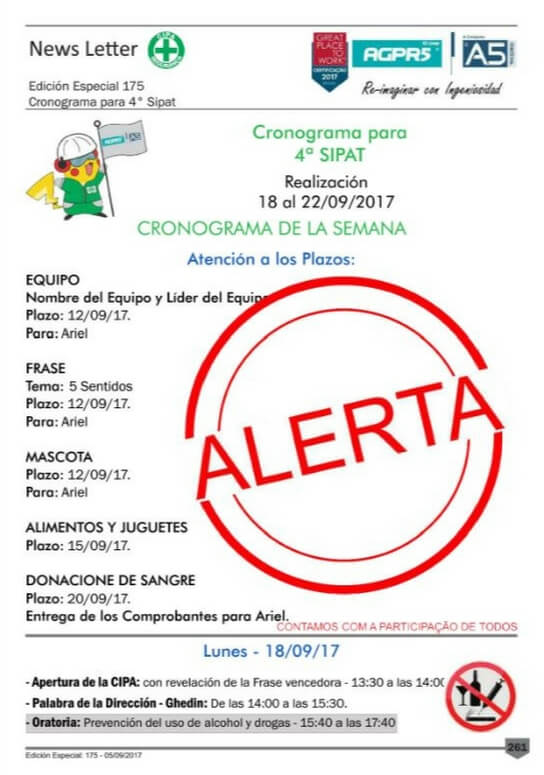 News Letter
CIPA
Edición Especial 175
Cronograma para 4° Sipat
GREAT
PLACE
TO
WORK
CERTIFICAÇÃO
2017
AGPR5
A5
Re-imaginar con Ingeniosidad
AGPR5
Cronograma para
4ª SIPAT
Realización
18 al 22/09/2017
CRONOGRAMA DE LA SEMANA
Atención a los Plazos:
EQUIPO
Nombre del Equipo y Líder del Equipo
Plazo: 12/09/17.
Para: Ariel
FRASE
Tema: 5 Sentidos
Plazo: 12/09/17.
Para: Ariel
MASCOTA
Plazo: 12/09/17.
Para: Ariel
ALERTA
ALIMENTOS Y JUGUETES
Plazo: 15/09/17.
DONACIONE DE SANGRE
Plazo: 20/09/17.
Entrega de los Comprobantes para Ariel.
CONTAMOS COM A PARTICIPAÇÃO DE TODOS
Lunes - 18/09/17
- Apertura de la CIPA: con revelación de la Frase vencedora - 13:30 a las 14:00
- Palabra de la Dirección - Ghedin: De las 14:00 a las 15:30.
- Oratoria: Prevención del uso de alcohol y drogas - 15:40 a las 17:40
Edición Especial: 175 - 05/09/2017
261